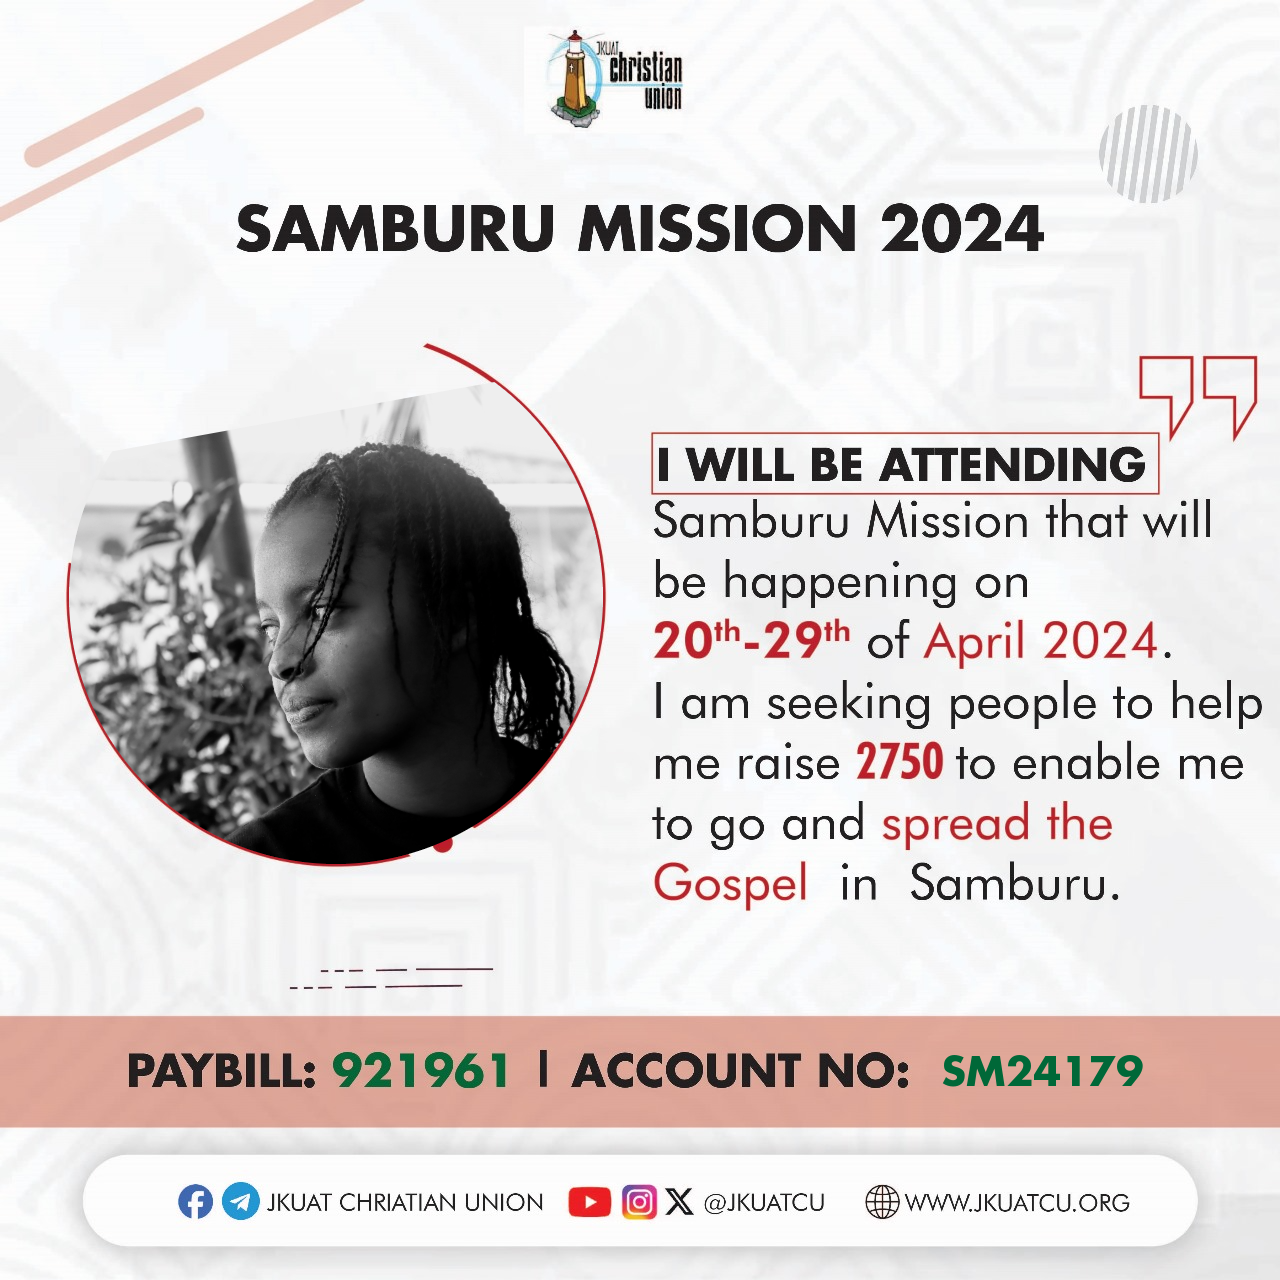 JKUAT
christian
union
SAMBURU MISSION 2024
I WILL BE ATTENDING
Samburu Mission that will
be happening on
20th-29th of April 2024.
I am seeking people to help
me raise 2750 to enable me
to go and spread the
Gospel in Samburu.
PAYBILL: 921961 | ACCOUNT NO: SM24179
JKUAT CHRIATIAN UNION @JKUATCU WWW.JKUATCU.ORG